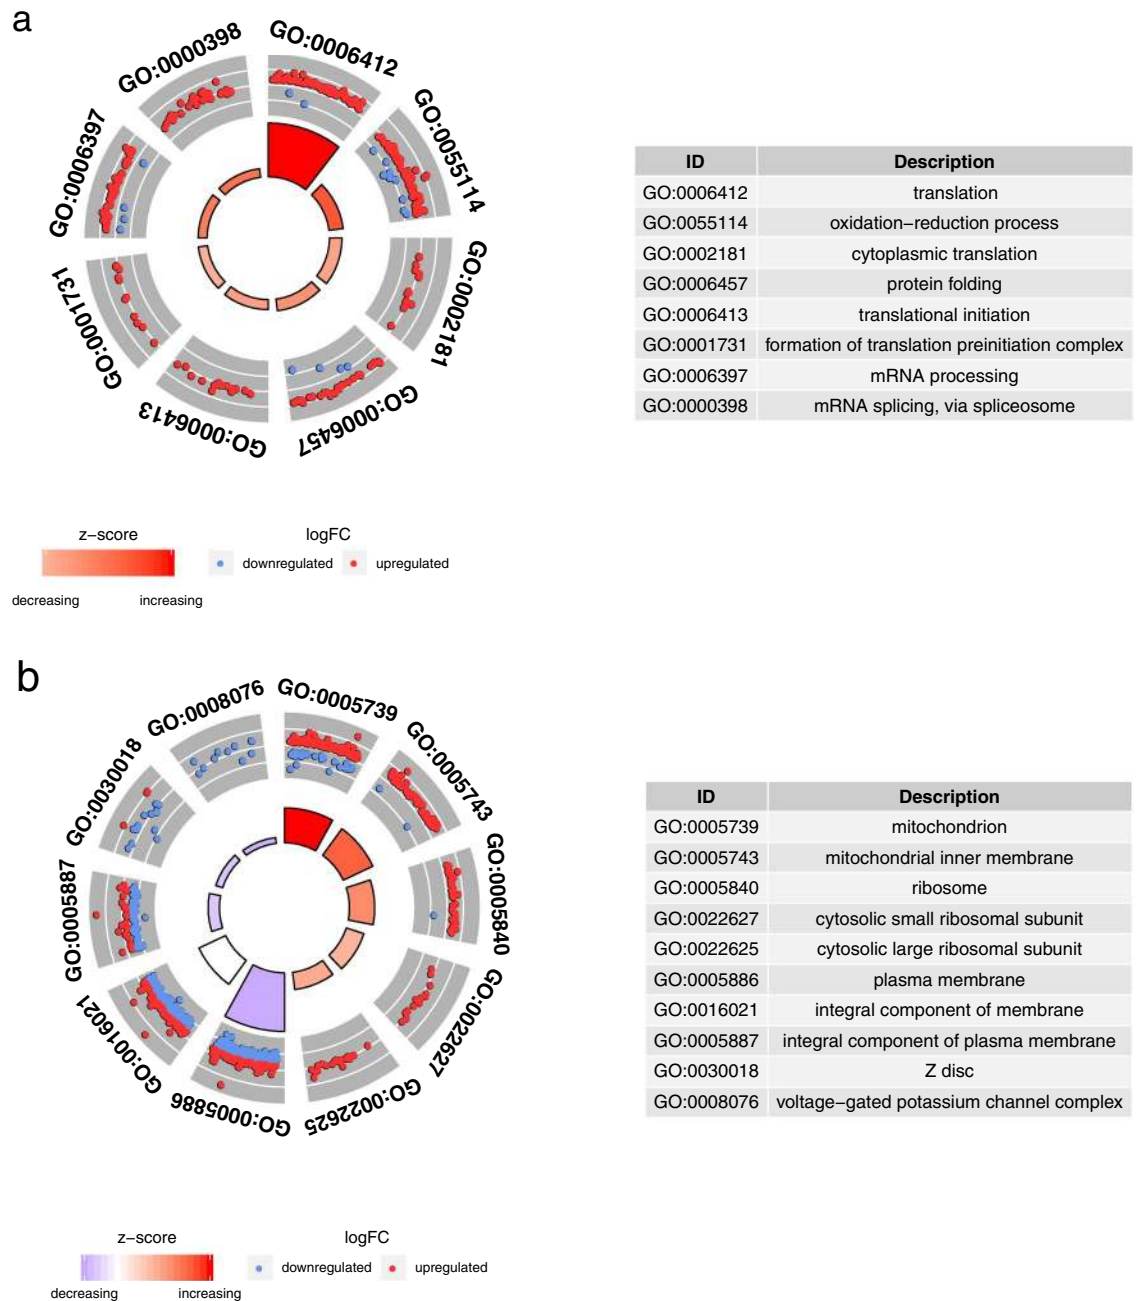 a
GO:0000398
GO:0006412
GO:0055114
GO:0002181
GO:0006457
GO:0006413
GO:0001731
GO:0006397
ID Description
GO:0006412 translation
GO:0055114 oxidation−reduction process
GO:0002181 cytoplasmic translation
GO:0006457 protein folding
GO:0006413 translational initiation
GO:0001731 formation of translation preinitiation complex
GO:0006397 mRNA processing
GO:0000398 mRNA splicing, via spliceosome
z−score logFC
downregulated upregulated
decreasing increasing
b
GO:0008076
GO:0005739
GO:0005743
GO:0005840
GO:0022627
GO:0022625
GO:0005886
GO:0016021
GO:0005887
GO:0030018
ID Description
GO:0005739 mitochondrion
GO:0005743 mitochondrial inner membrane
GO:0005840 ribosome
GO:0022627 cytosolic small ribosomal subunit
GO:0022625 cytosolic large ribosomal subunit
GO:0005886 plasma membrane
GO:0016021 integral component of membrane
GO:0005887 integral component of plasma membrane
GO:0030018 Z disc
GO:0008076 voltage−gated potassium channel complex
z−score logFC
downregulated upregulated
decreasing increasing